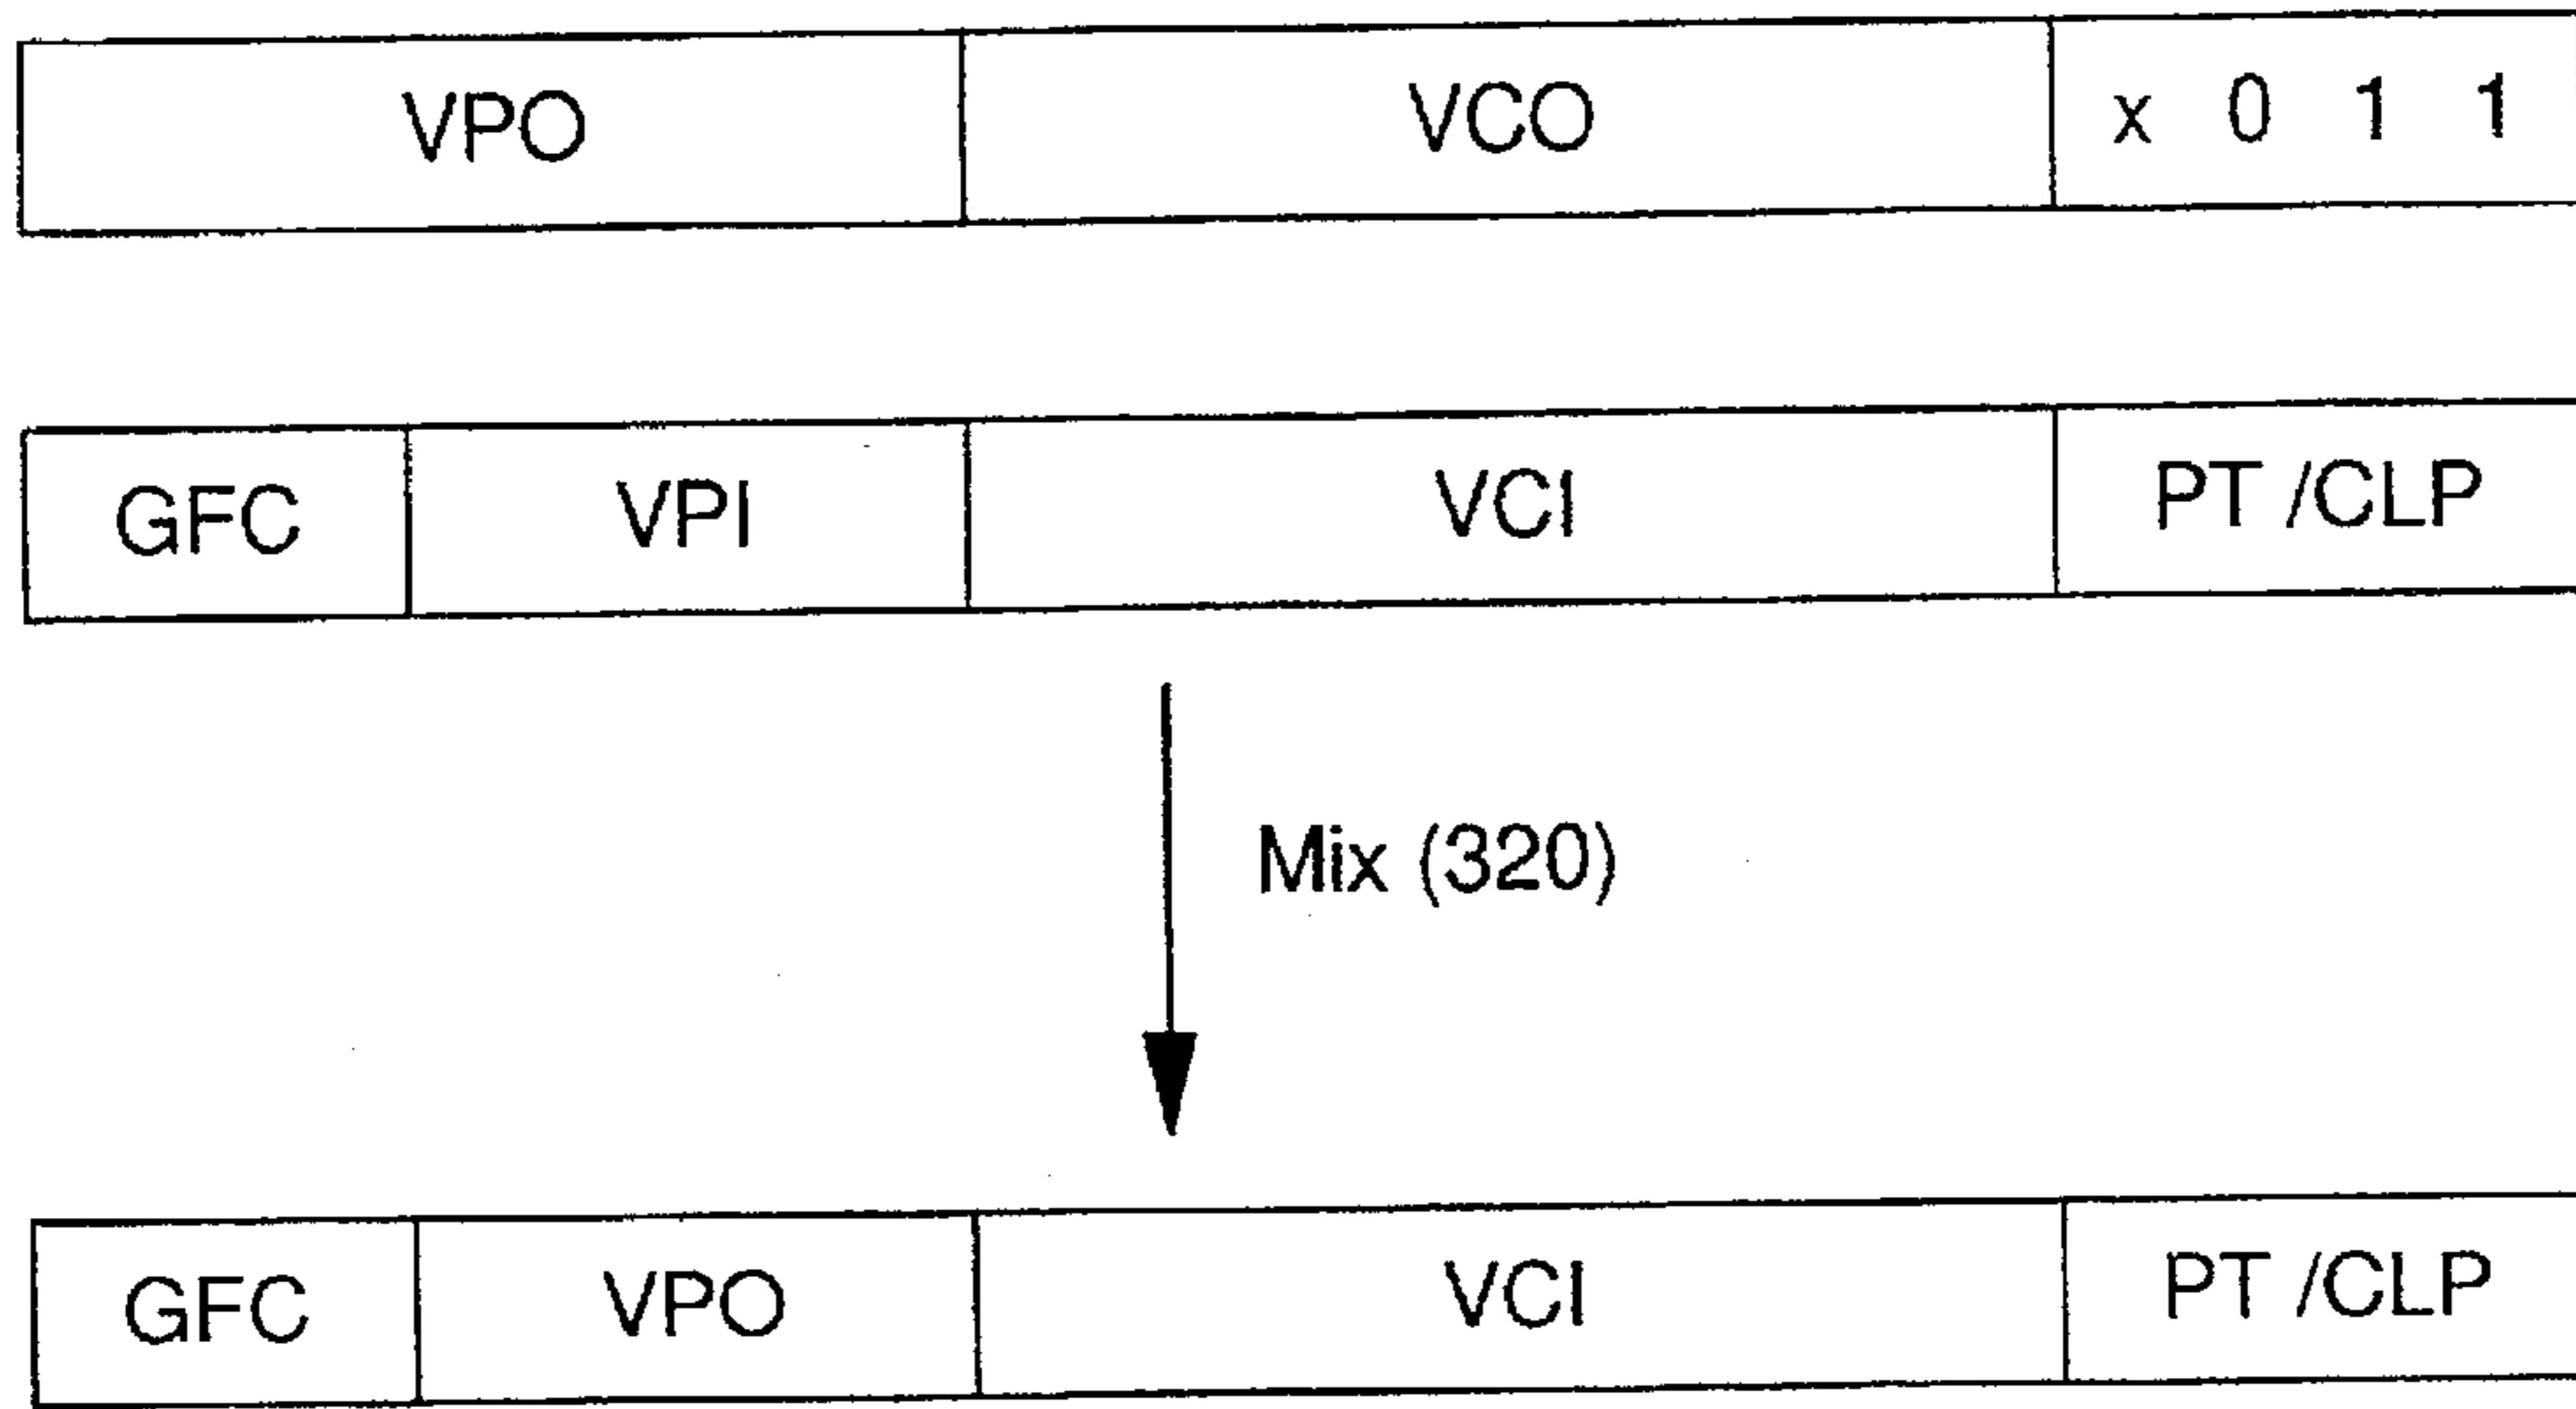 VPO VCO x 0 1 1
GFC VPI VCI PT /CLP
Mix (320)
GFC VPO VCI PT /CLP